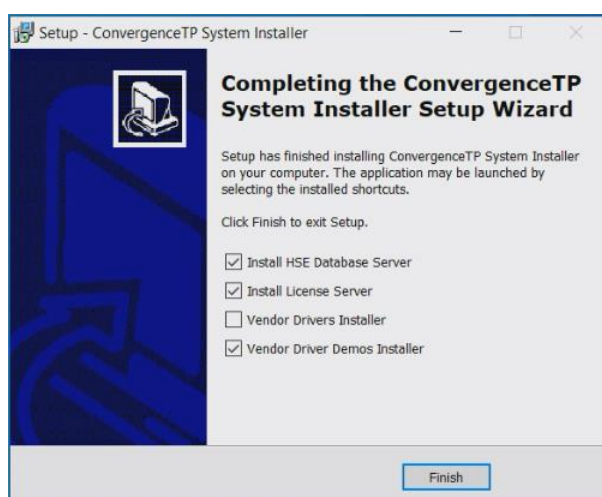 Setup - ConvergenceTP System Installer
Completing the ConvergenceTP
System Installer Setup Wizard
Setup has finished installing ConvergenceTP System Installer
on your computer. The application may be launched by
selecting the installed shortcuts.
Click Finish to exit Setup.
Install HSE Database Server
Install License Server
Vendor Drivers Installer
Vendor Driver Demos Installer
Finish